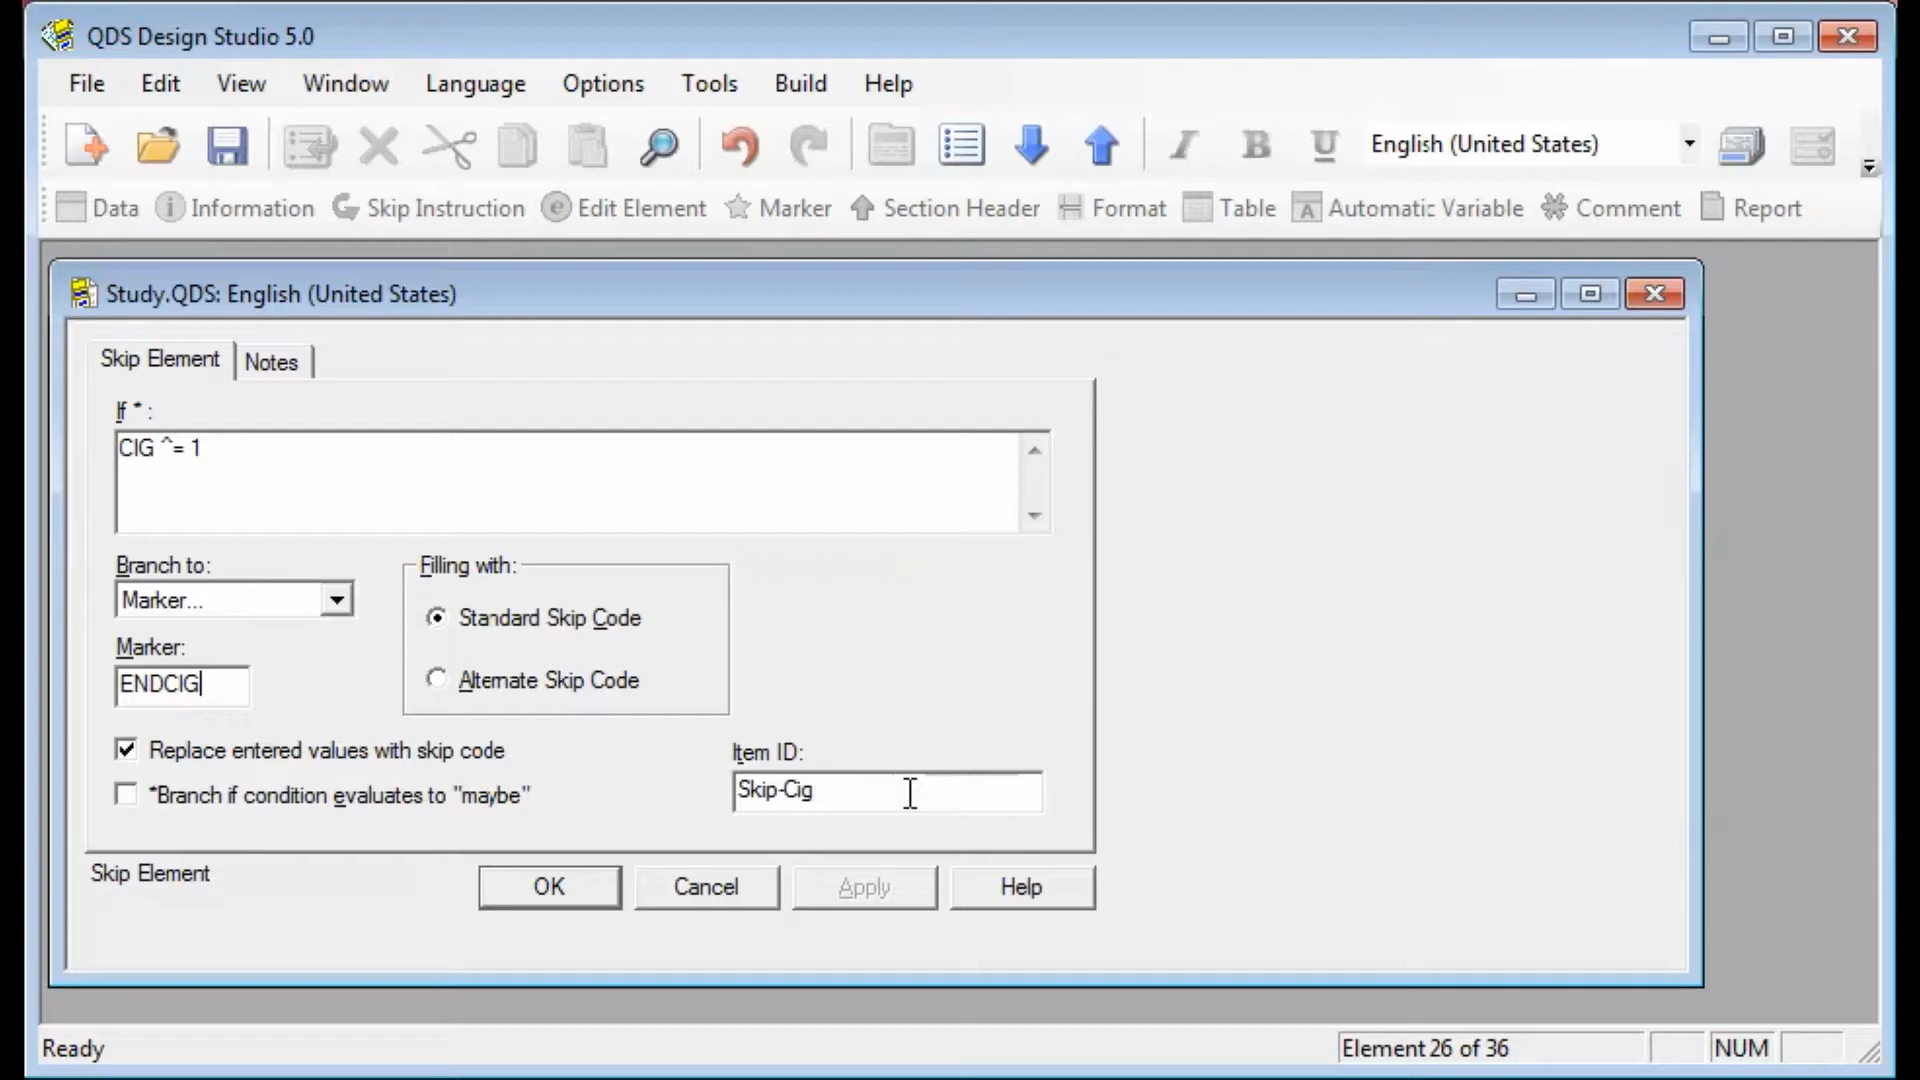 QDS Design Studio 5.0
File Edit View Window Language Options Tools Build Help
I B U English (United States)
Data i Information Skip Instruction e Edit Element Marker Section Header Format Table A Automatic Variable Comment Report
Study.QDS: English (United States)
Skip Element Notes
If * :
CIG ^= 1
Branch to: Filling with:
Marker... Standard Skip Code
Marker:
ENDCIG Alternate Skip Code
Replace entered values with skip code Item ID:
*Branch if condition evaluates to "maybe" Skip-Cig
Skip Element OK Cancel Apply Help
Ready Element 26 of 36 NUM